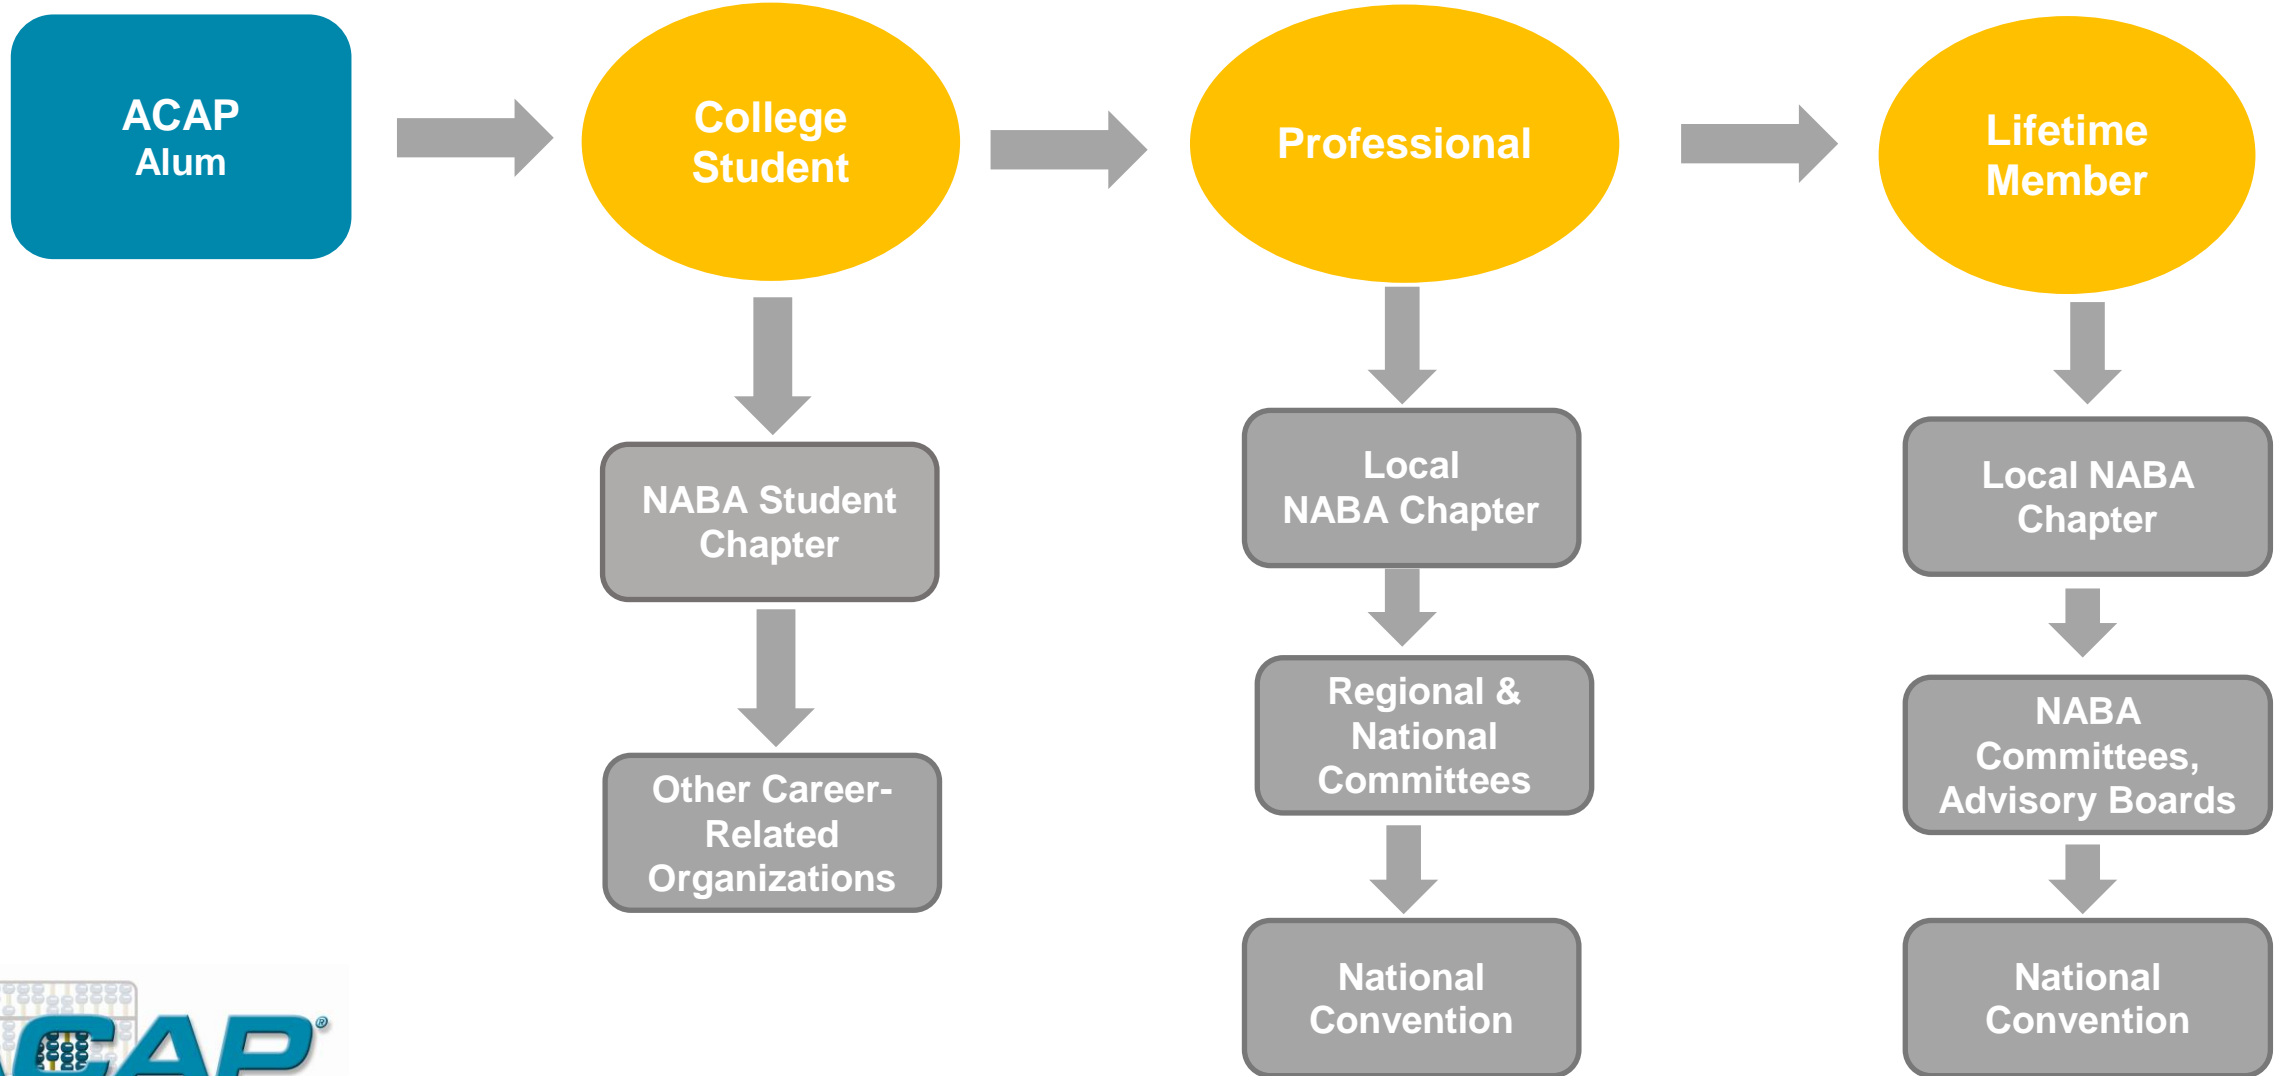 ACAP
Alum
College
Student
Professional
Lifetime
Member
NABA Student
Chapter
Other Career-
Related
Organizations
Local
NABA Chapter
Regional &
National
Committees
National
Convention
Local NABA
Chapter
NABA
Committees,
Advisory Boards
National
Convention
ACAP®